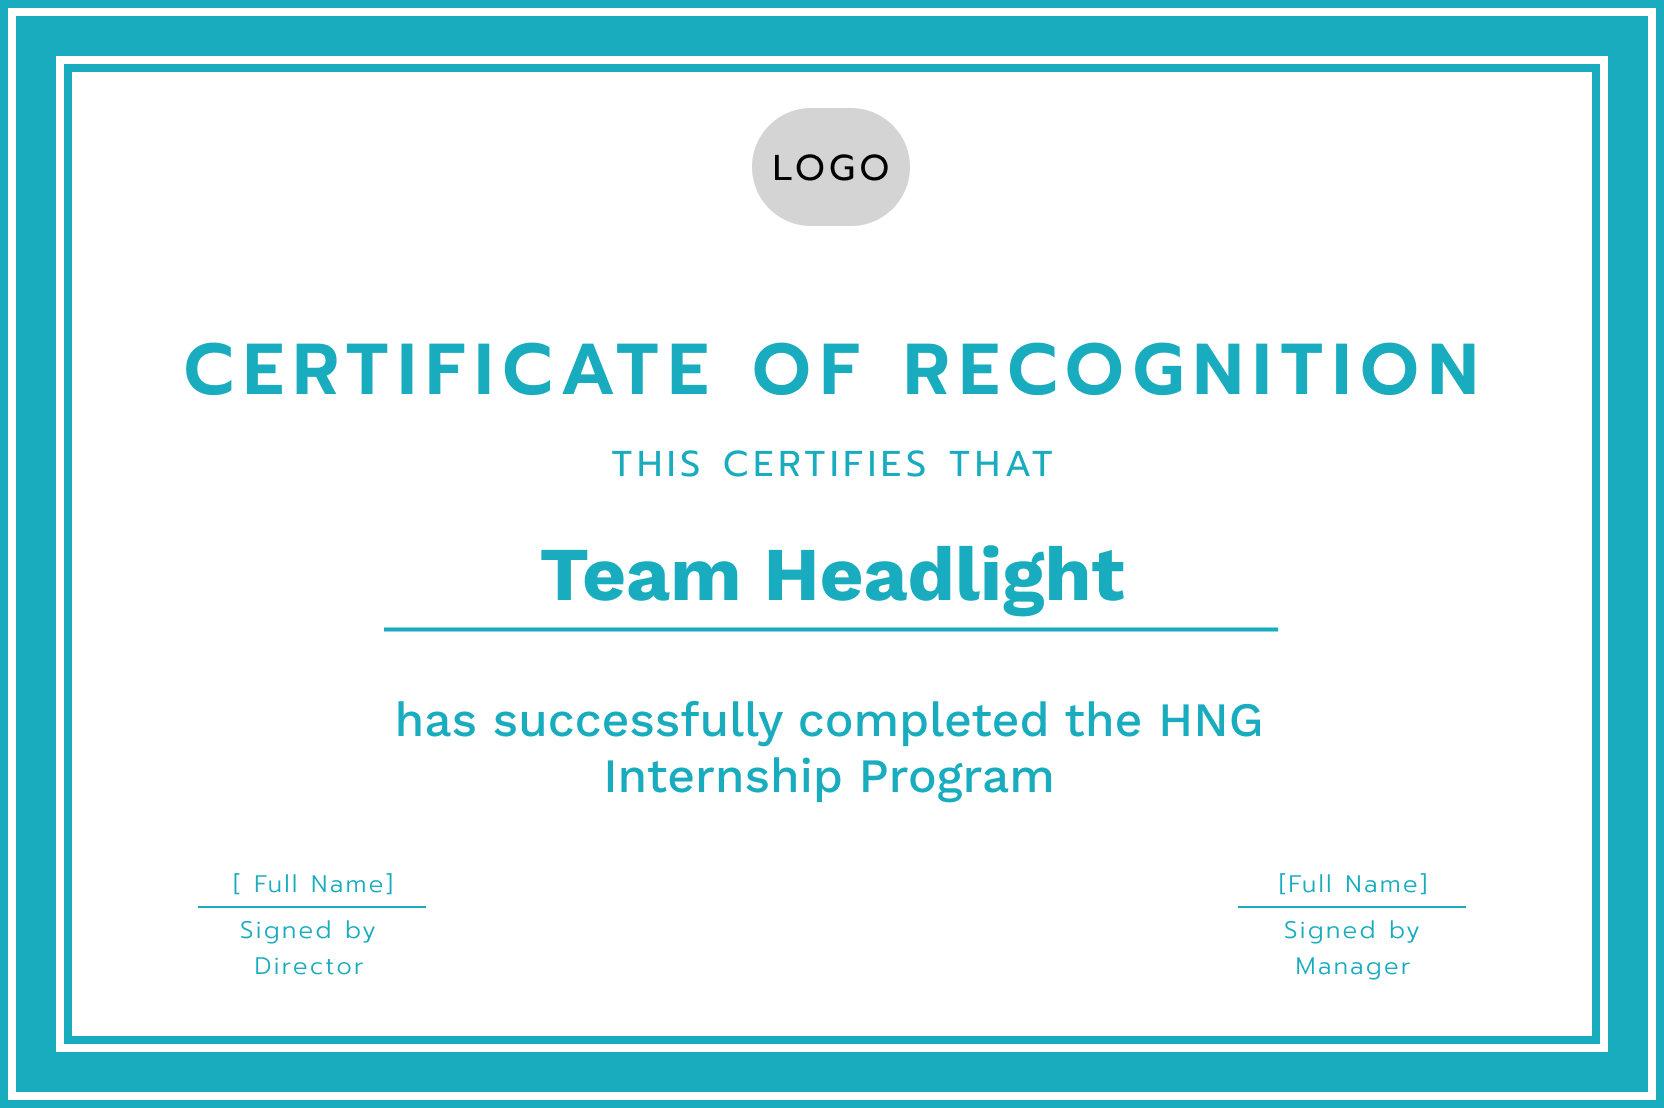 LOGO
CERTIFICATE OF RECOGNITION
THIS CERTIFIES THAT
Team Headlight
has successfully completed the HNG
Internship Program
[ Full Name]
Signed by
Director
[Full Name]
Signed by
Manager